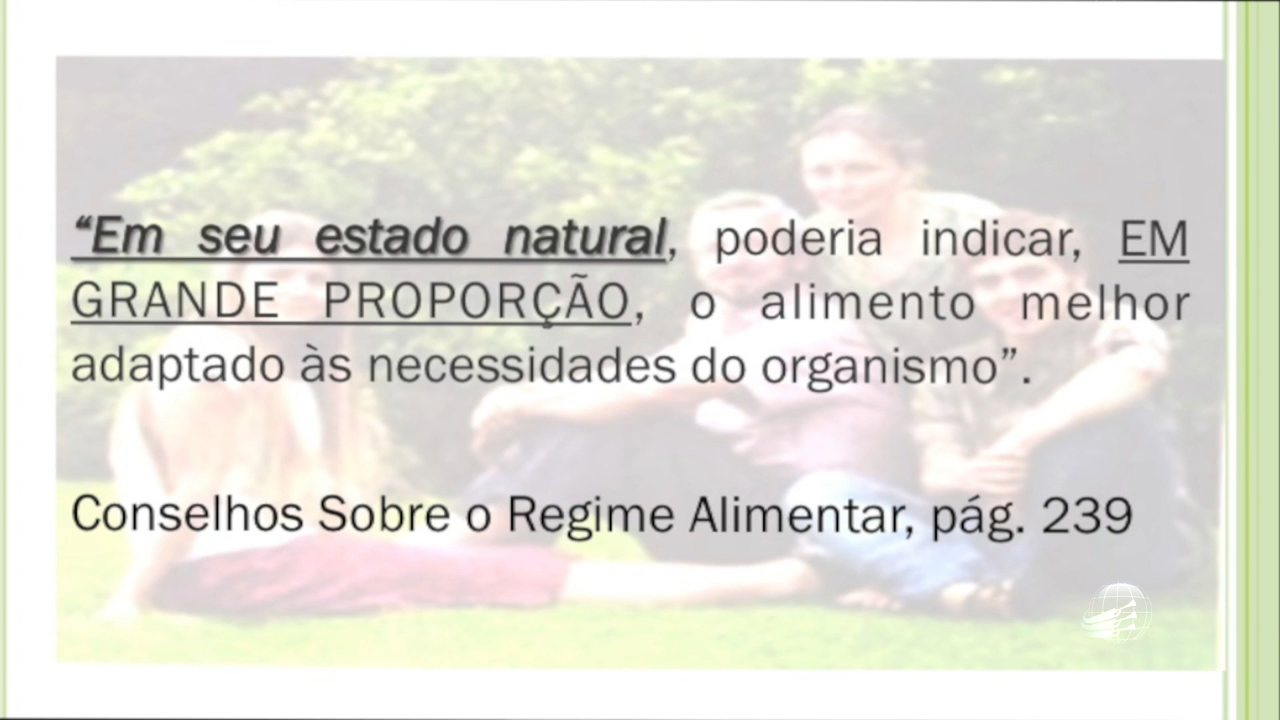 “Em seu estado natural, poderia indicar, EM
GRANDE PROPORÇÃO, o alimento melhor
adaptado às necessidades do organismo”.
Conselhos Sobre o Regime Alimentar, pág. 239